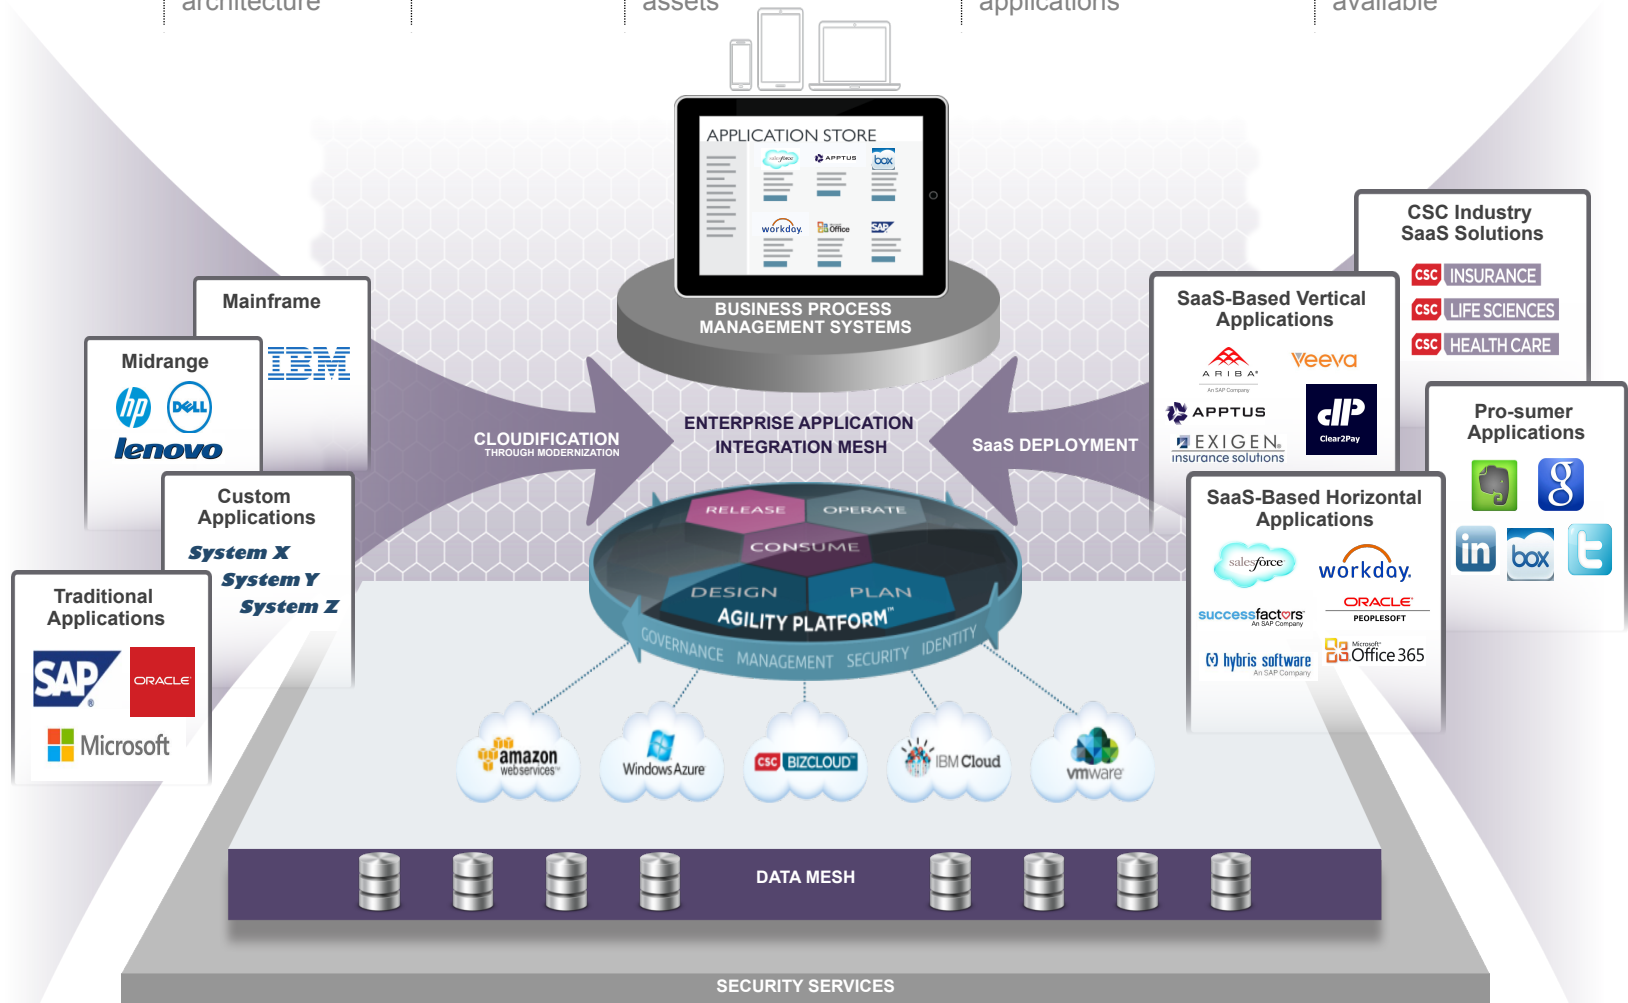 architecture
assets
applications
available
APPLICATION STORE
salesforce
APPTUS
box
workday.
Office
SAP
BUSINESS PROCESS
MANAGEMENT SYSTEMS
Mainframe
IBM
Midrange
hp
DELL
lenovo
Custom
Applications
System X
System Y
System Z
Traditional
Applications
SAP
ORACLE
Microsoft
CLOUDIFICATION
THROUGH MODERNIZATION
ENTERPRISE APPLICATION
INTEGRATION MESH
SaaS DEPLOYMENT
CSC Industry
SaaS Solutions
CSC INSURANCE
CSC LIFE SCIENCES
CSC HEALTH CARE
SaaS-Based Vertical
Applications
ARIBA
An SAP Company
veeva
APPTUS
Clear2Pay
EXIGEN
insurance solutions
Pro-sumer
Applications
g
in
box
t
SaaS-Based Horizontal
Applications
salesforce
workday.
successfactors™
An SAP Company
ORACLE
PEOPLESOFT
(y) hybris software
An SAP Company
Microsoft
Office 365
RELEASE
OPERATE
CONSUME
DESIGN
PLAN
AGILITY PLATFORM™
GOVERNANCE MANAGEMENT SECURITY IDENTITY
amazon
webservices™
Windows Azure
CSC BIZCLOUD™
IBM Cloud
vmware
DATA MESH
SECURITY SERVICES